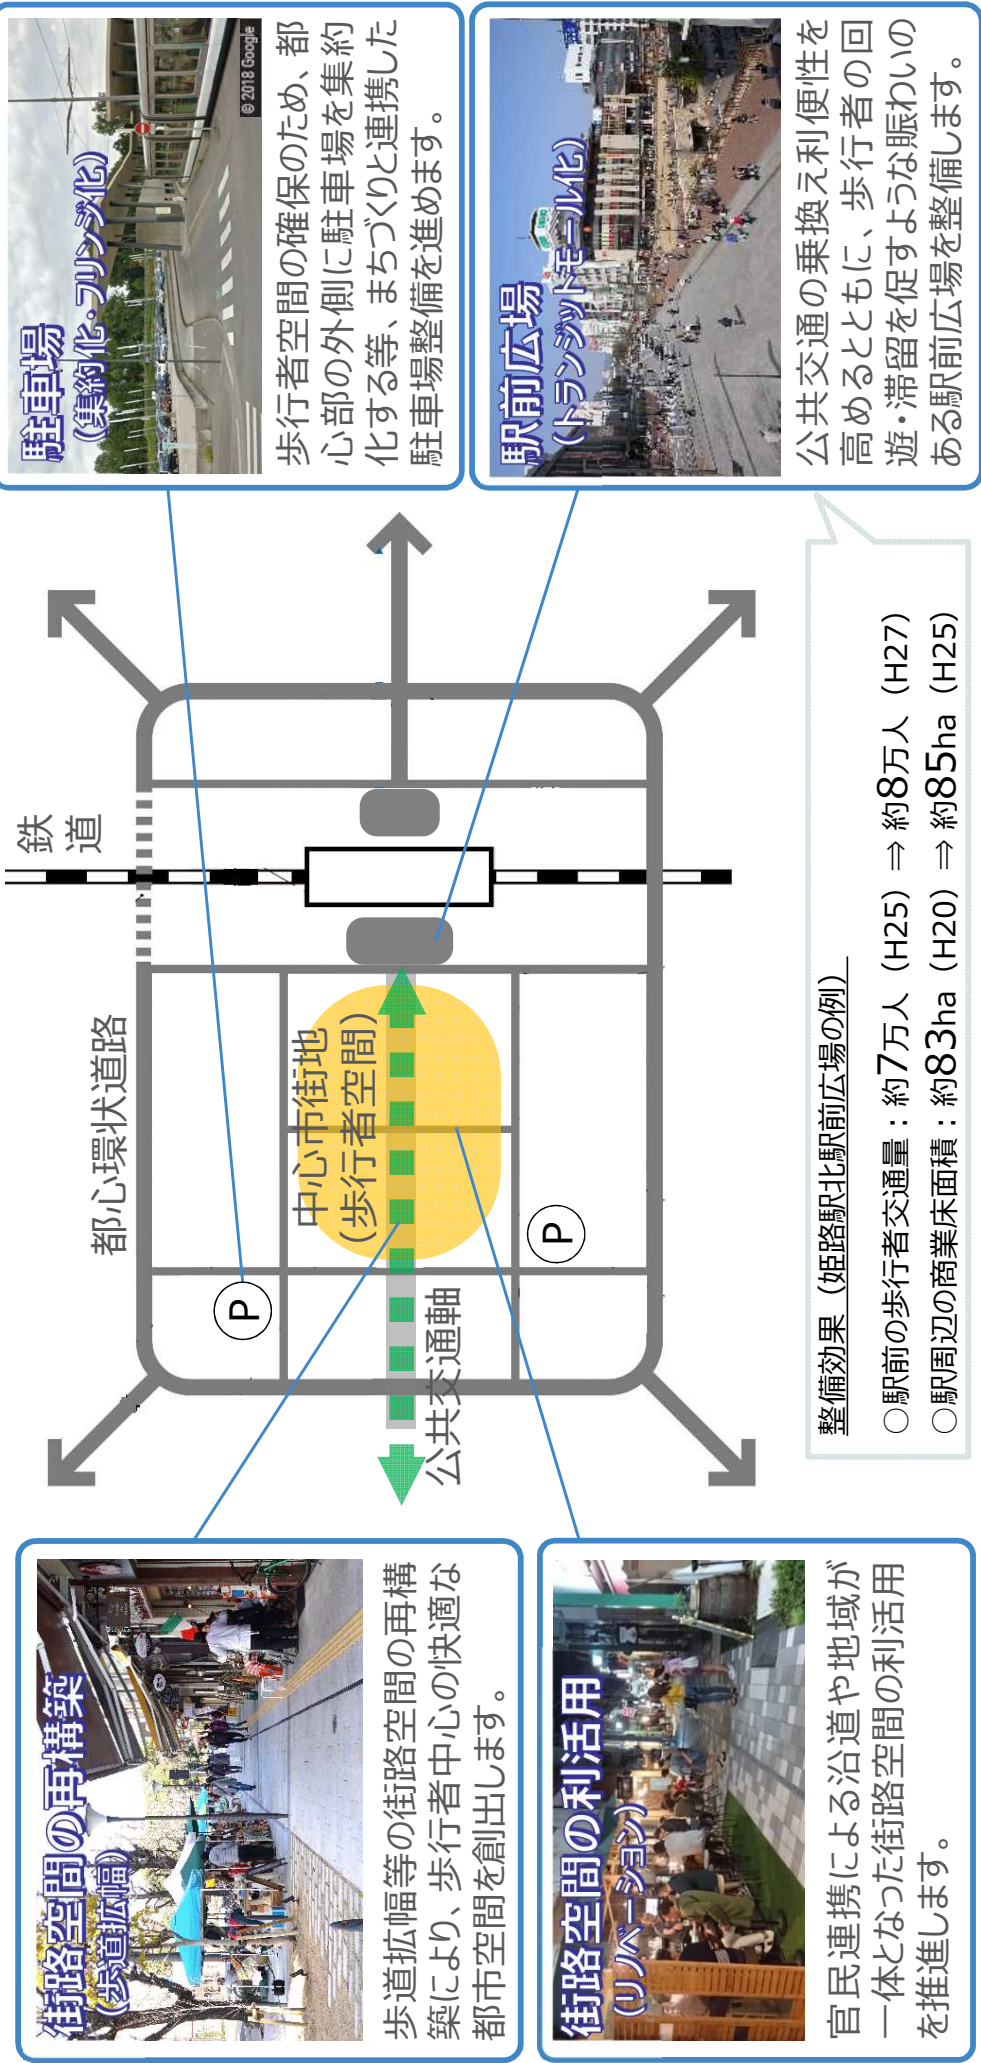 街路空間の再構築
(歩道拡幅)
歩道拡幅等の街路空間の再構
築により、歩行者中心の快適な
都市空間を創出します。
街路空間の利活用
(リノベーション)
官民連携による沿道や地域が
一体となった街路空間の利活用
を推進します。
都心環状道路
鉄
道
中心市街地
(歩行者空間)
公共交通軸
P
P
駐車場
(集約化・フリンジ化)
© 2018 Google
歩行者空間の確保のため、都
心部の外側に駐車場を集約
化する等、まちづくりと連携した
駐車場整備を進めます。
駅前広場
(トランジットモール化)
公共交通の乗換え利便性を
高めるとともに、歩行者の回
遊・滞留を促すような賑わいの
ある駅前広場を整備します。
整備効果（姫路駅北駅前広場の例）
○駅前の歩行者交通量：約7万人（H25）⇒ 約8万人（H27）
○駅周辺の商業床面積：約83ha（H20）⇒ 約85ha（H25）